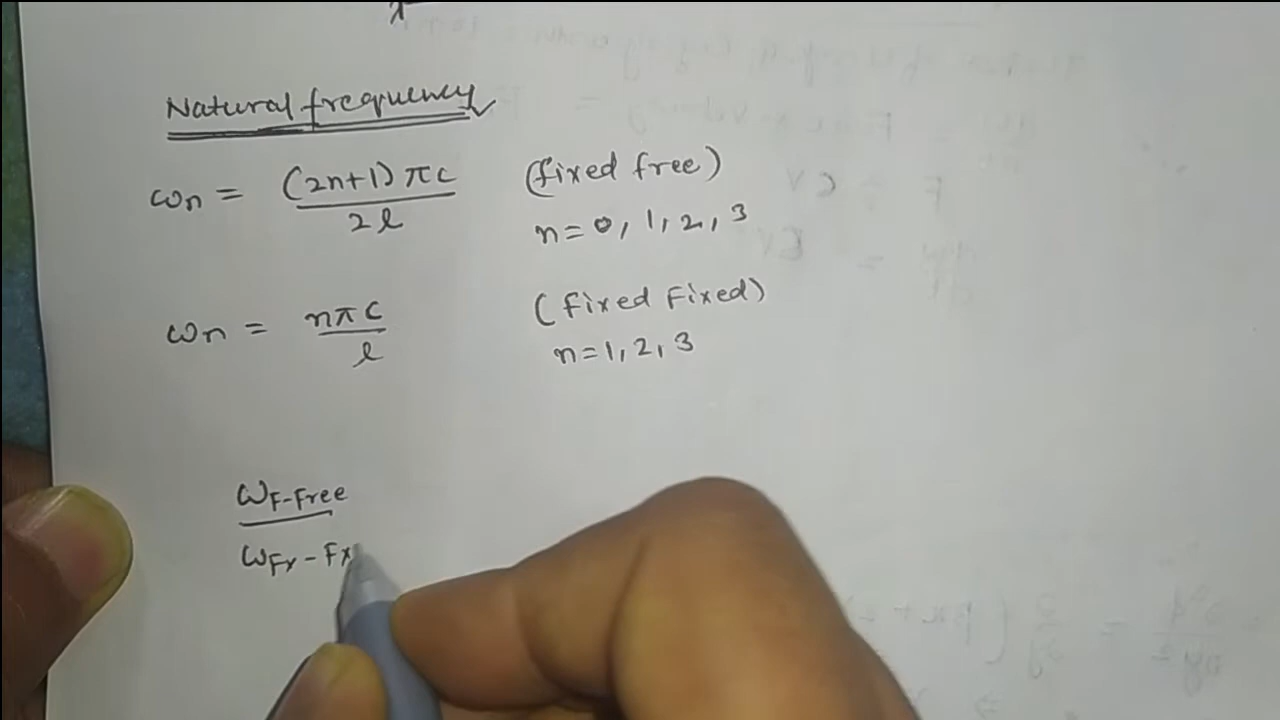 x
Natural frequency
ωn = (2n+1) πc / 2l (fixed free)
n = 0, 1, 2, 3
ωn = nπc / l (Fixed Fixed)
n = 1, 2, 3
ωF-Free
ωFx - Fx